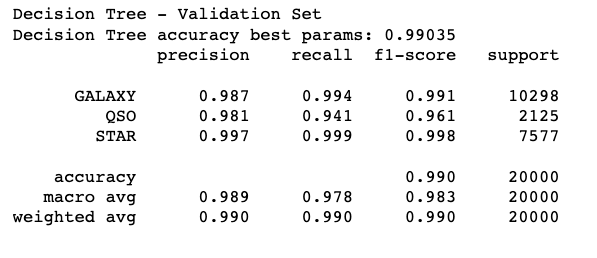 Decision Tree - Validation Set
Decision Tree accuracy best params: 0.99035
precision recall f1-score support
GALAXY 0.987 0.994 0.991 10298
QSO 0.981 0.941 0.961 2125
STAR 0.997 0.999 0.998 7577
accuracy 0.990 20000
macro avg 0.989 0.978 0.983 20000
weighted avg 0.990 0.990 0.990 20000